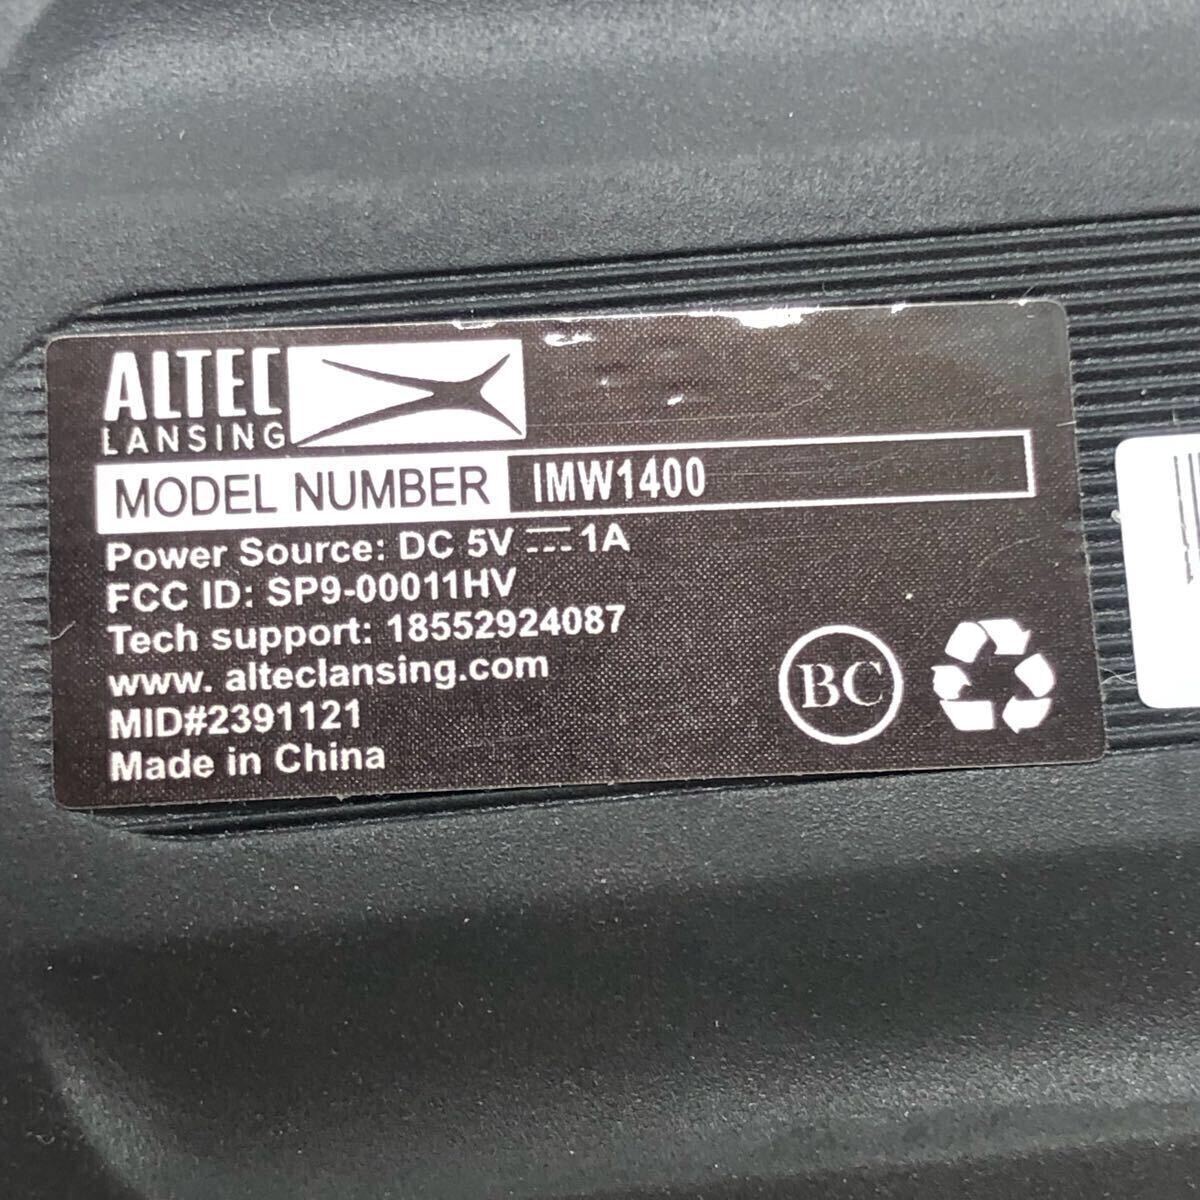 ALTEC
LANSING
MODEL NUMBER IMW1400
Power Source: DC 5V ⎓ 1A
FCC ID: SP9-00011HV
Tech support: 18552924087
www. alteclansing.com
MID#2391121
Made in China
BC